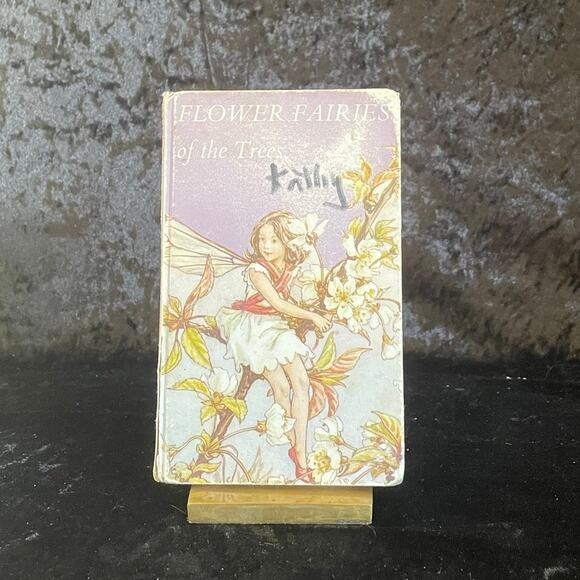 FLOWER FAIRIES
of the Trees
Kathy